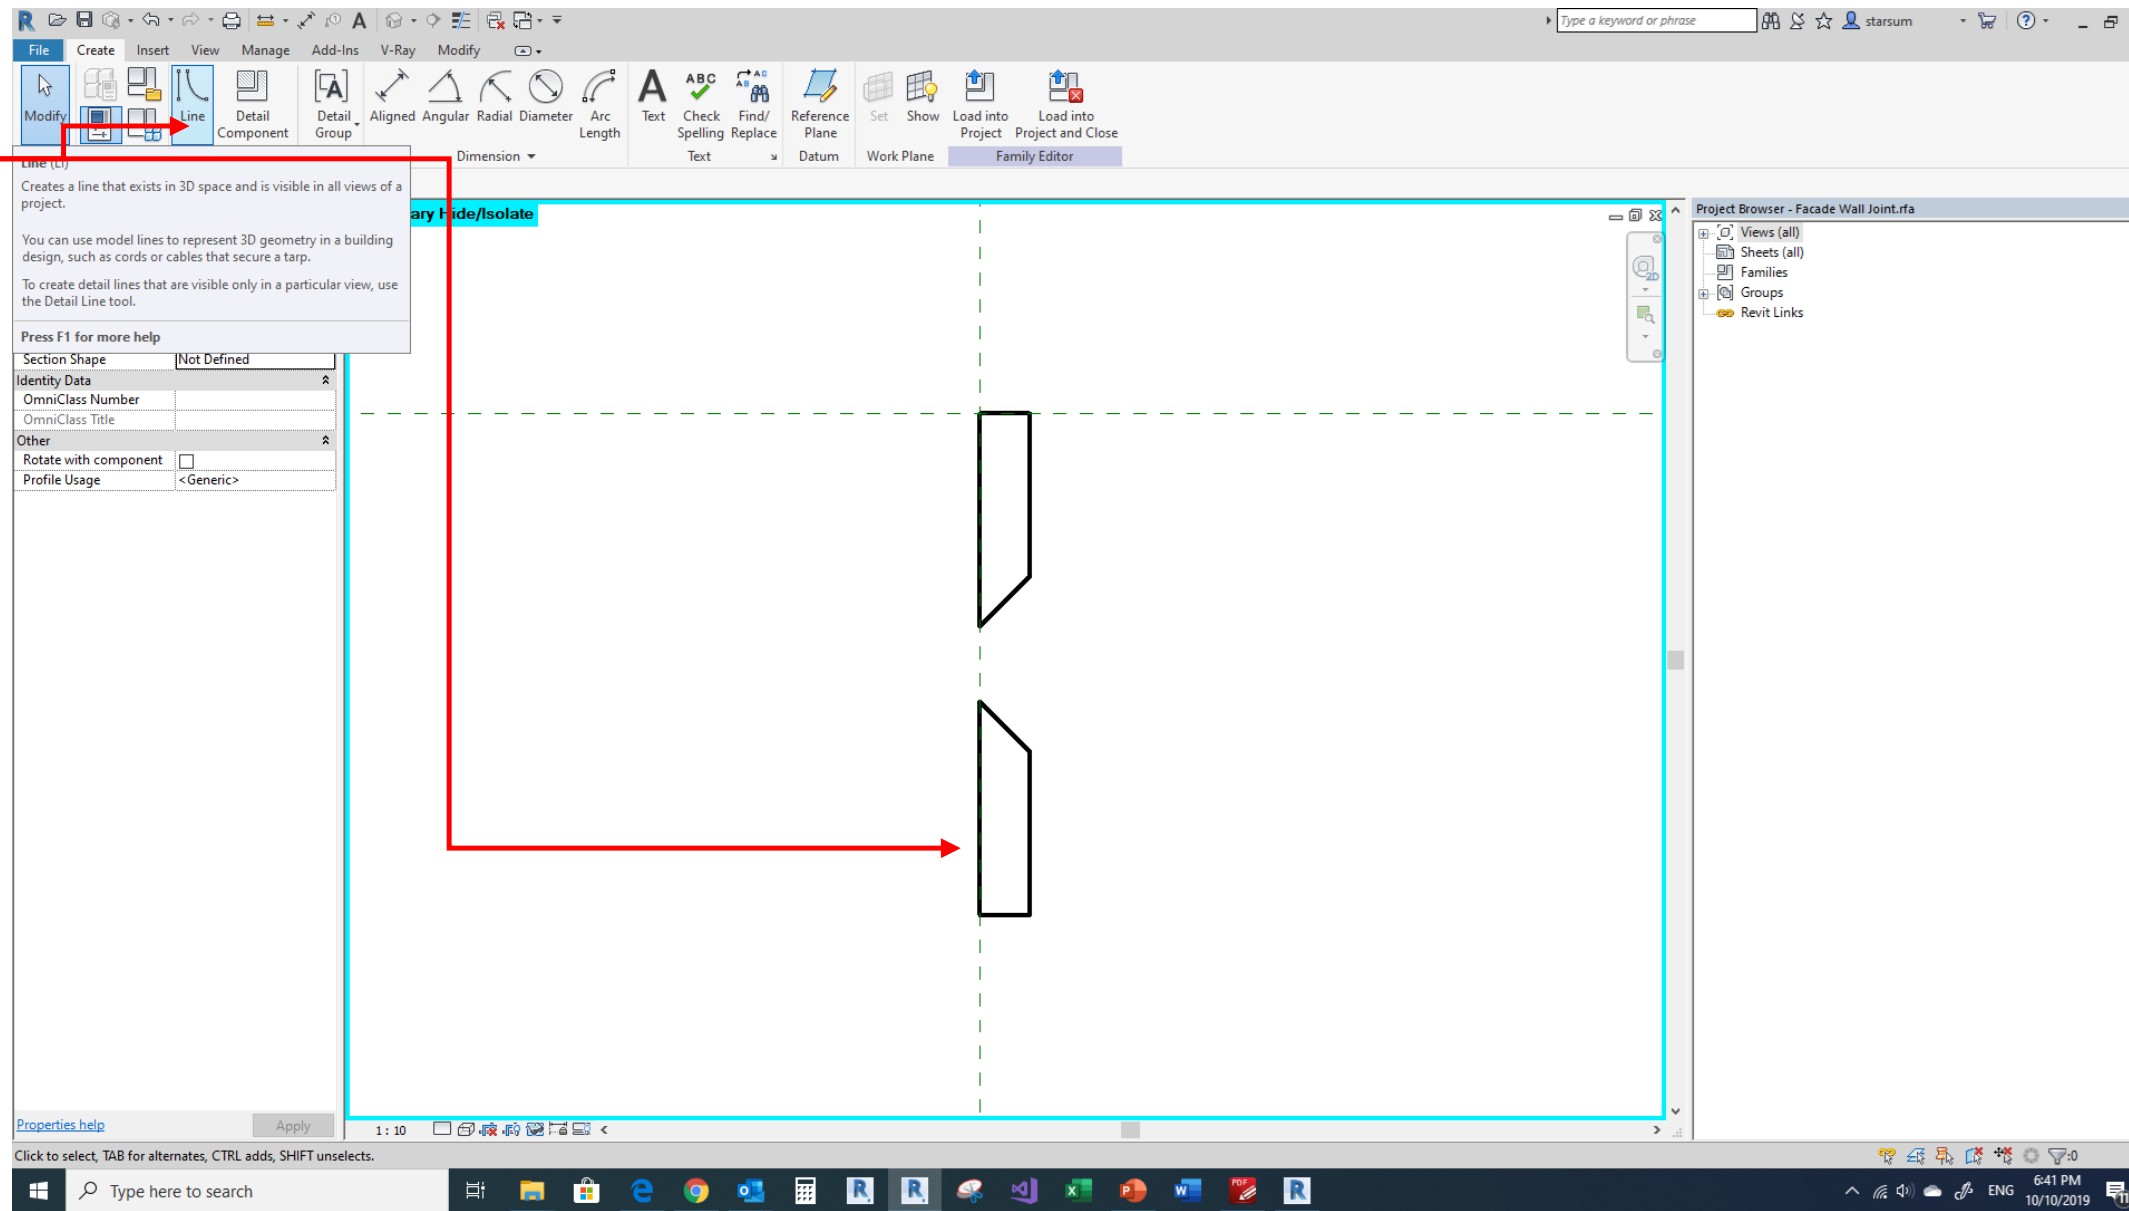 Type a keyword or phrase
starsum
File Create Insert View Manage Add-Ins V-Ray Modify
Modify
Line
Detail Component
Detail Group
Aligned Angular Radial Diameter Arc Length
Text
Check Spelling
Find/ Replace
Reference Plane
Set Show
Load into Project
Load into Project and Close
Dimension
Text
Datum
Work Plane
Family Editor
Creates a line that exists in 3D space and is visible in all views of a
project.
You can use model lines to represent 3D geometry in a building
design, such as cords or cables that secure a tarp.
To create detail lines that are visible only in a particular view, use
the Detail Line tool.
Press F1 for more help
Section Shape Not Defined
Identity Data
OmniClass Number
OmniClass Title
Other
Rotate with component
Profile Usage <Generic>
Properties help
Apply
ary Hide/Isolate
2D
1 : 10
Project Browser - Facade Wall Joint.rfa
Views (all)
Sheets (all)
Families
Groups
Revit Links
Click to select, TAB for alternates, CTRL adds, SHIFT unselects.
:0
Type here to search
ENG
6:41 PM
10/10/2019